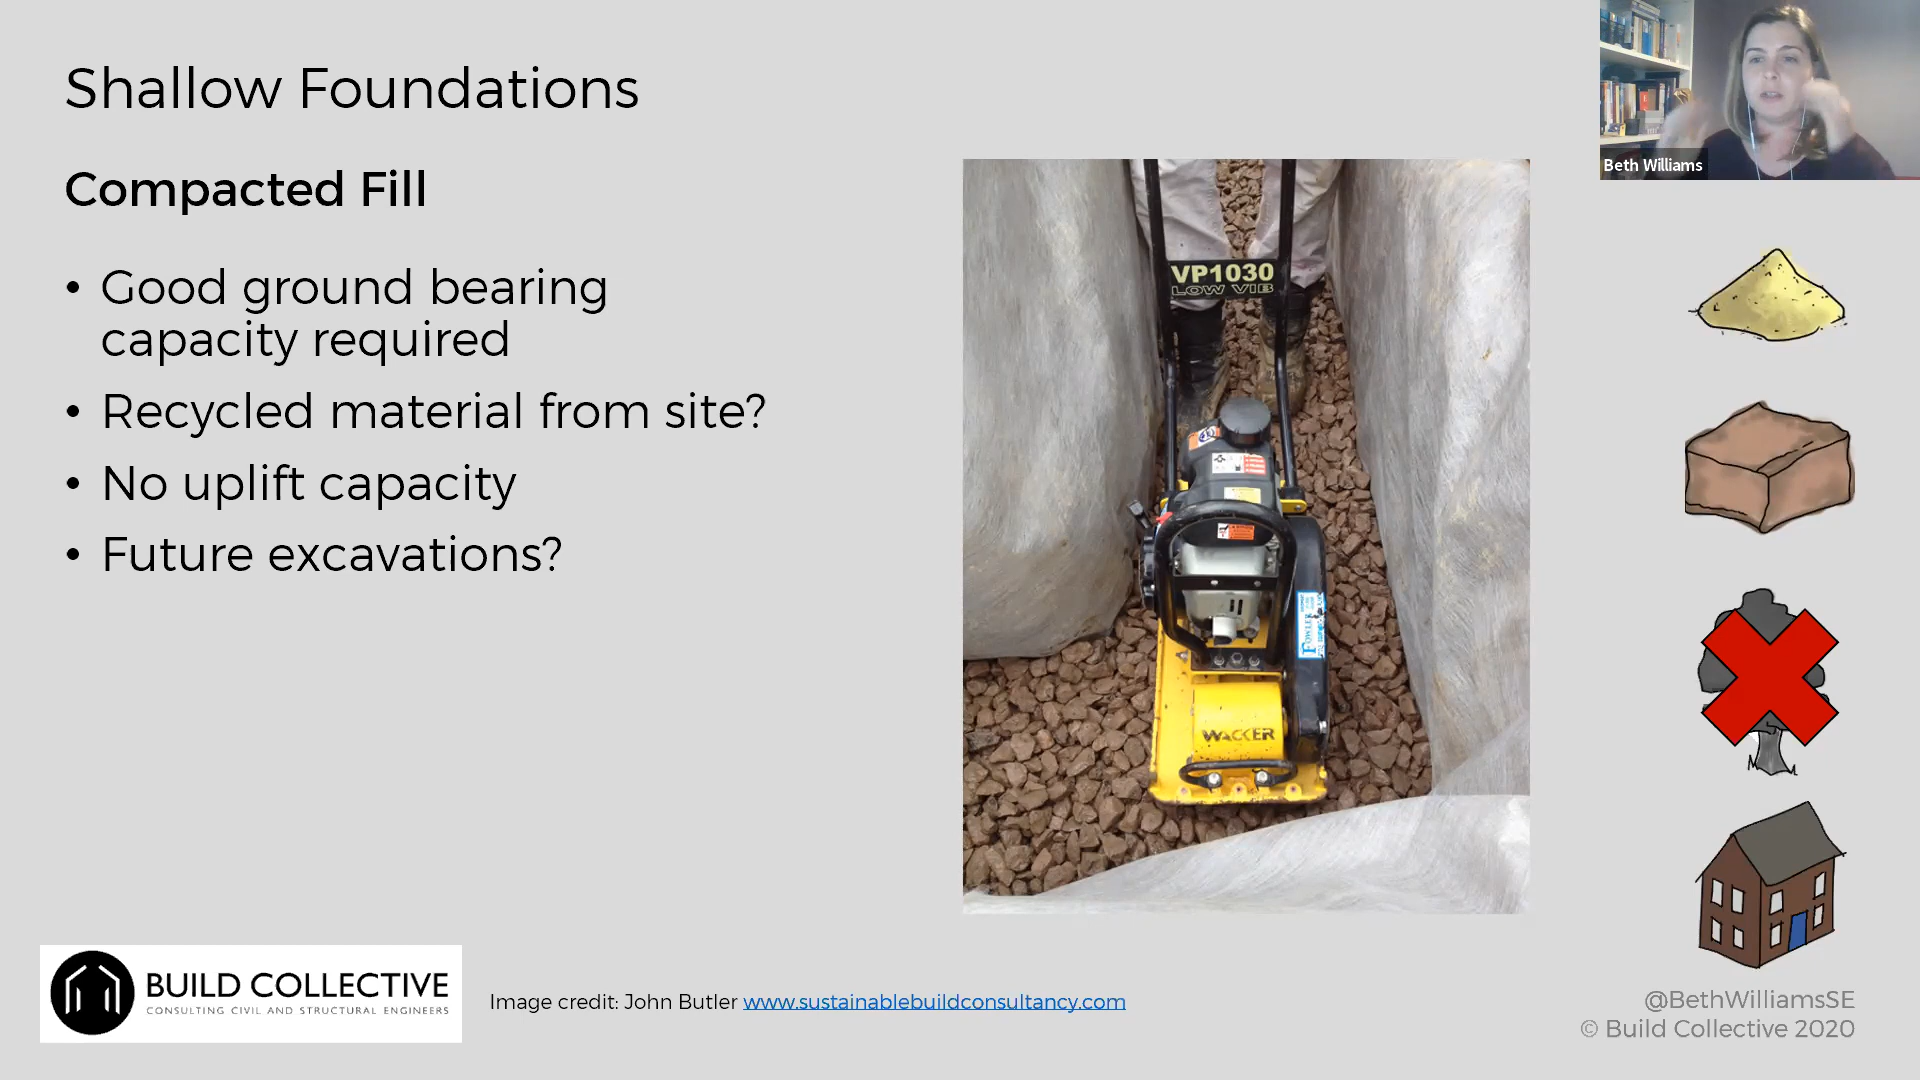 Shallow Foundations
Beth Williams
Compacted Fill
• Good ground bearing
capacity required
• Recycled material from site?
• No uplift capacity
• Future excavations?
VP1030
LOW VIB
FOWLER
WACKER
BUILD COLLECTIVE
CONSULTING CIVIL AND STRUCTURAL ENGINEERS
Image credit: John Butler www.sustainablebuildconsultancy.com
@BethWilliamsSE
© Build Collective 2020